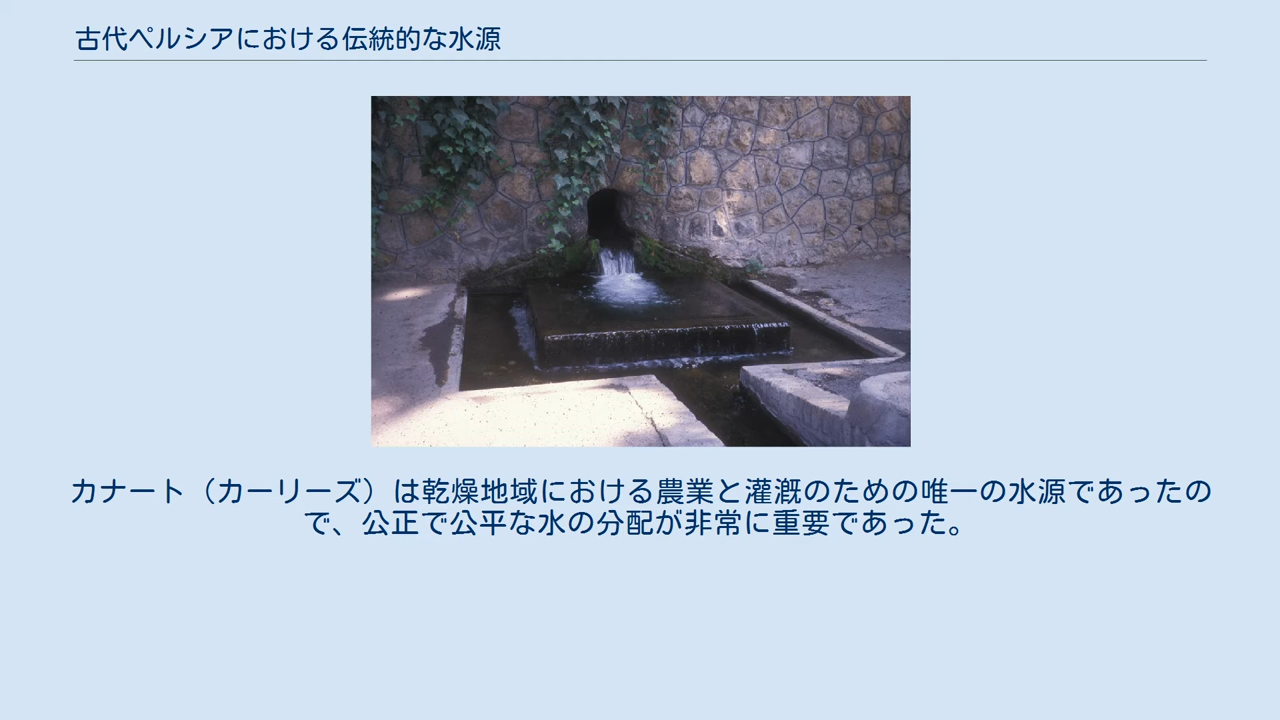 古代ペルシアにおける伝統的な水源
カナート（カーリーズ）は乾燥地域における農業と灌漑のための唯一の水源であったの
で、公正で公平な水の分配が非常に重要であった。